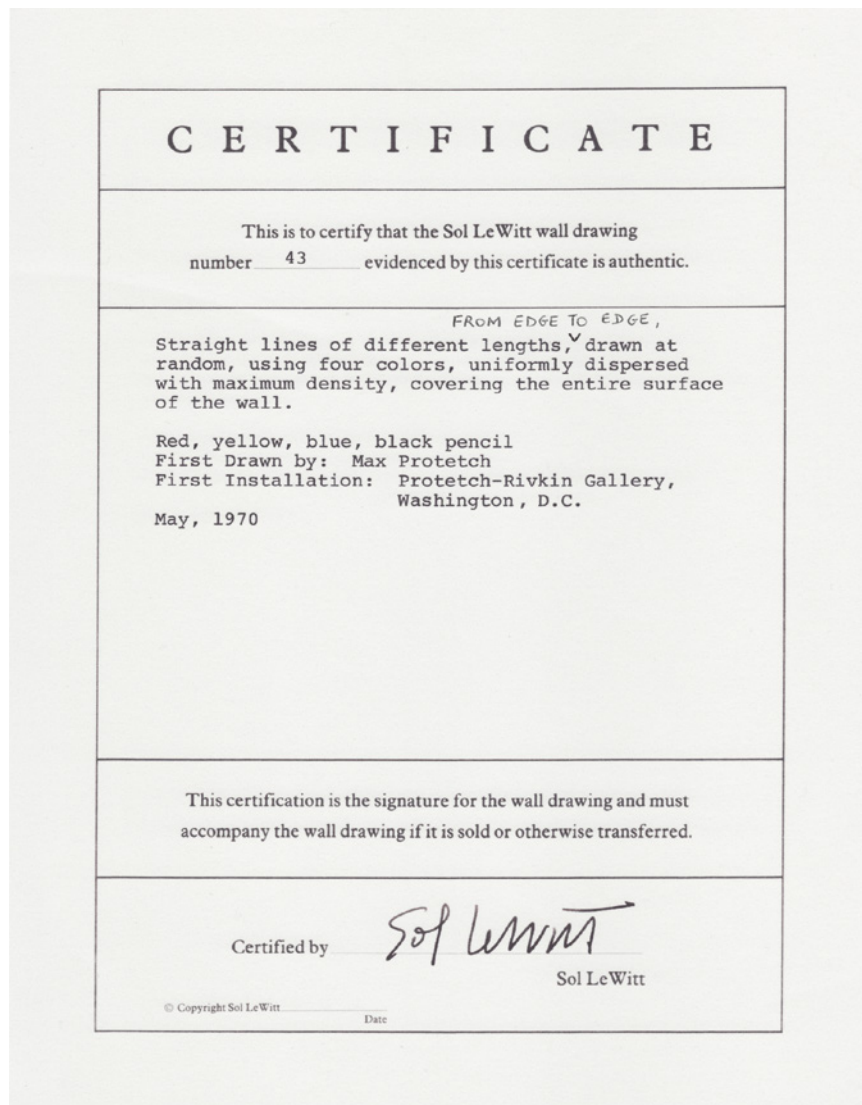 CERTIFICATE
This is to certify that the Sol LeWitt wall drawing
number 43 evidenced by this certificate is authentic.
FROM EDGE TO EDGE,
Straight lines of different lengths, drawn at
random, using four colors, uniformly dispersed
with maximum density, covering the entire surface
of the wall.
Red, yellow, blue, black pencil
First Drawn by: Max Protetch
First Installation: Protetch-Rivkin Gallery,
Washington, D.C.
May, 1970
This certification is the signature for the wall drawing and must
accompany the wall drawing if it is sold or otherwise transferred.
Certified by Sol LeWitt
Sol LeWitt
© Copyright Sol LeWitt
Date